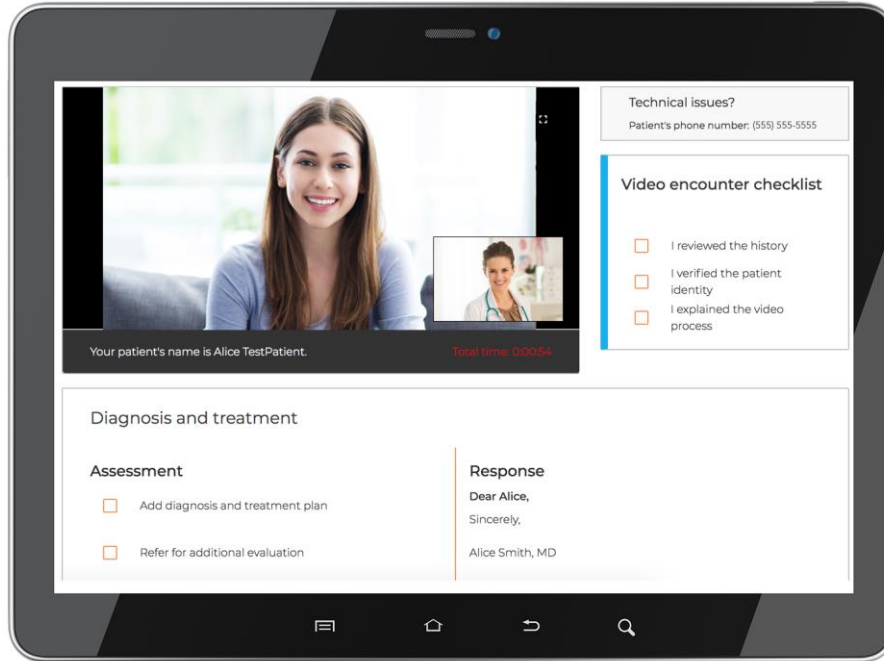 Technical issues?
Patient's phone number: (555) 555-5555
Video encounter checklist
I reviewed the history
I verified the patient
identity
I explained the video
process
Your patient's name is Alice TestPatient.
Total time: 0:00:54
Diagnosis and treatment
Assessment
Add diagnosis and treatment plan
Refer for additional evaluation
Response
Dear Alice,
Sincerely,
Alice Smith, MD